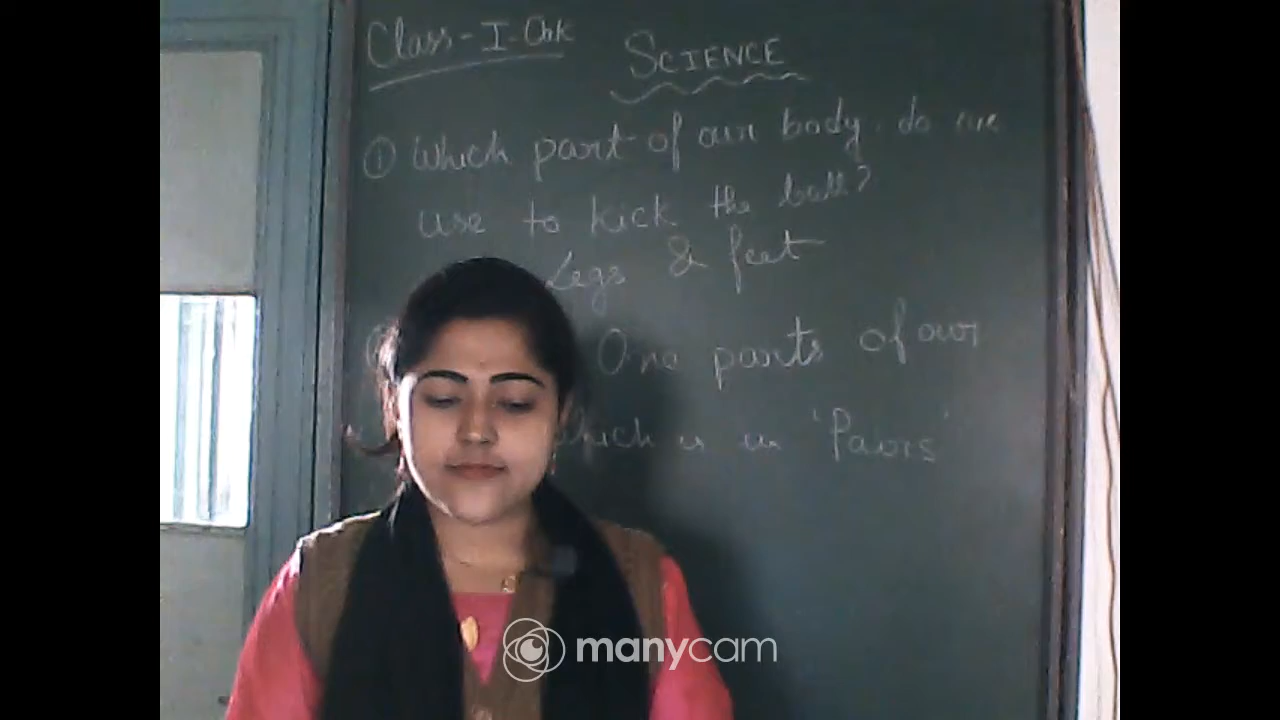 Class-I-Oak
SCIENCE
① Which part of our body do we
use to kick the ball?
Legs & feet
One parts of our
which is in 'Pairs'
manycam